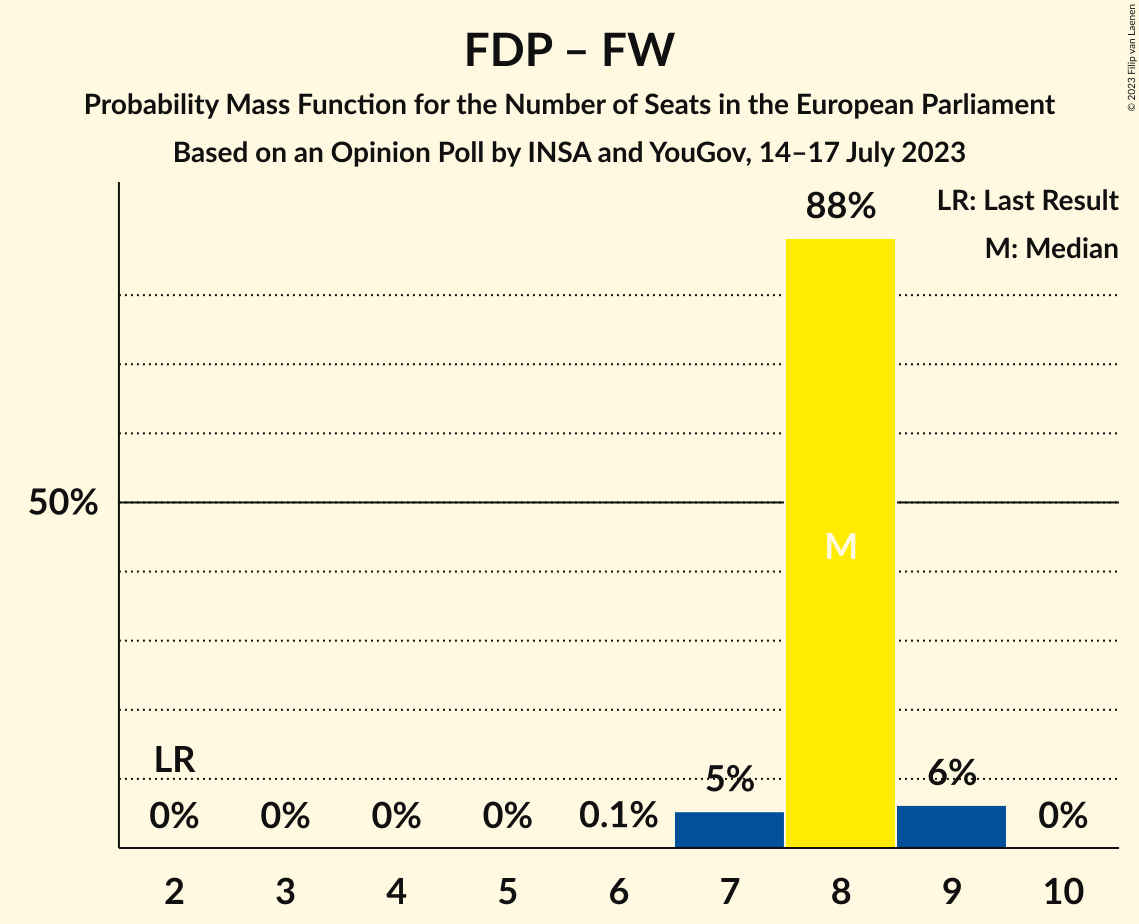 FDP – FW
Probability Mass Function for the Number of Seats in the European Parliament
Based on an Opinion Poll by INSA and YouGov, 14–17 July 2023
© 2023 Filip van Laenen
LR: Last Result
M: Median
88%
50%
M
LR
0%
0%
0%
0%
0.1%
5%
6%
0%
2 3 4 5 6 7 8 9 10